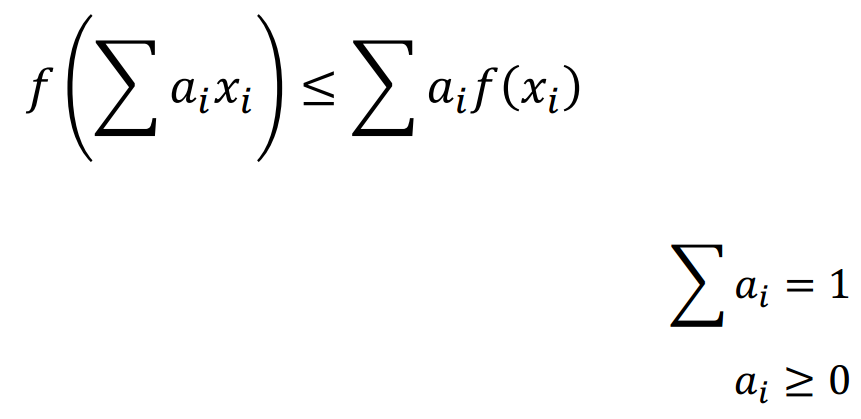 f(∑ aᵢxᵢ) ≤ ∑ aᵢf(xᵢ)
∑ aᵢ = 1
aᵢ ≥ 0